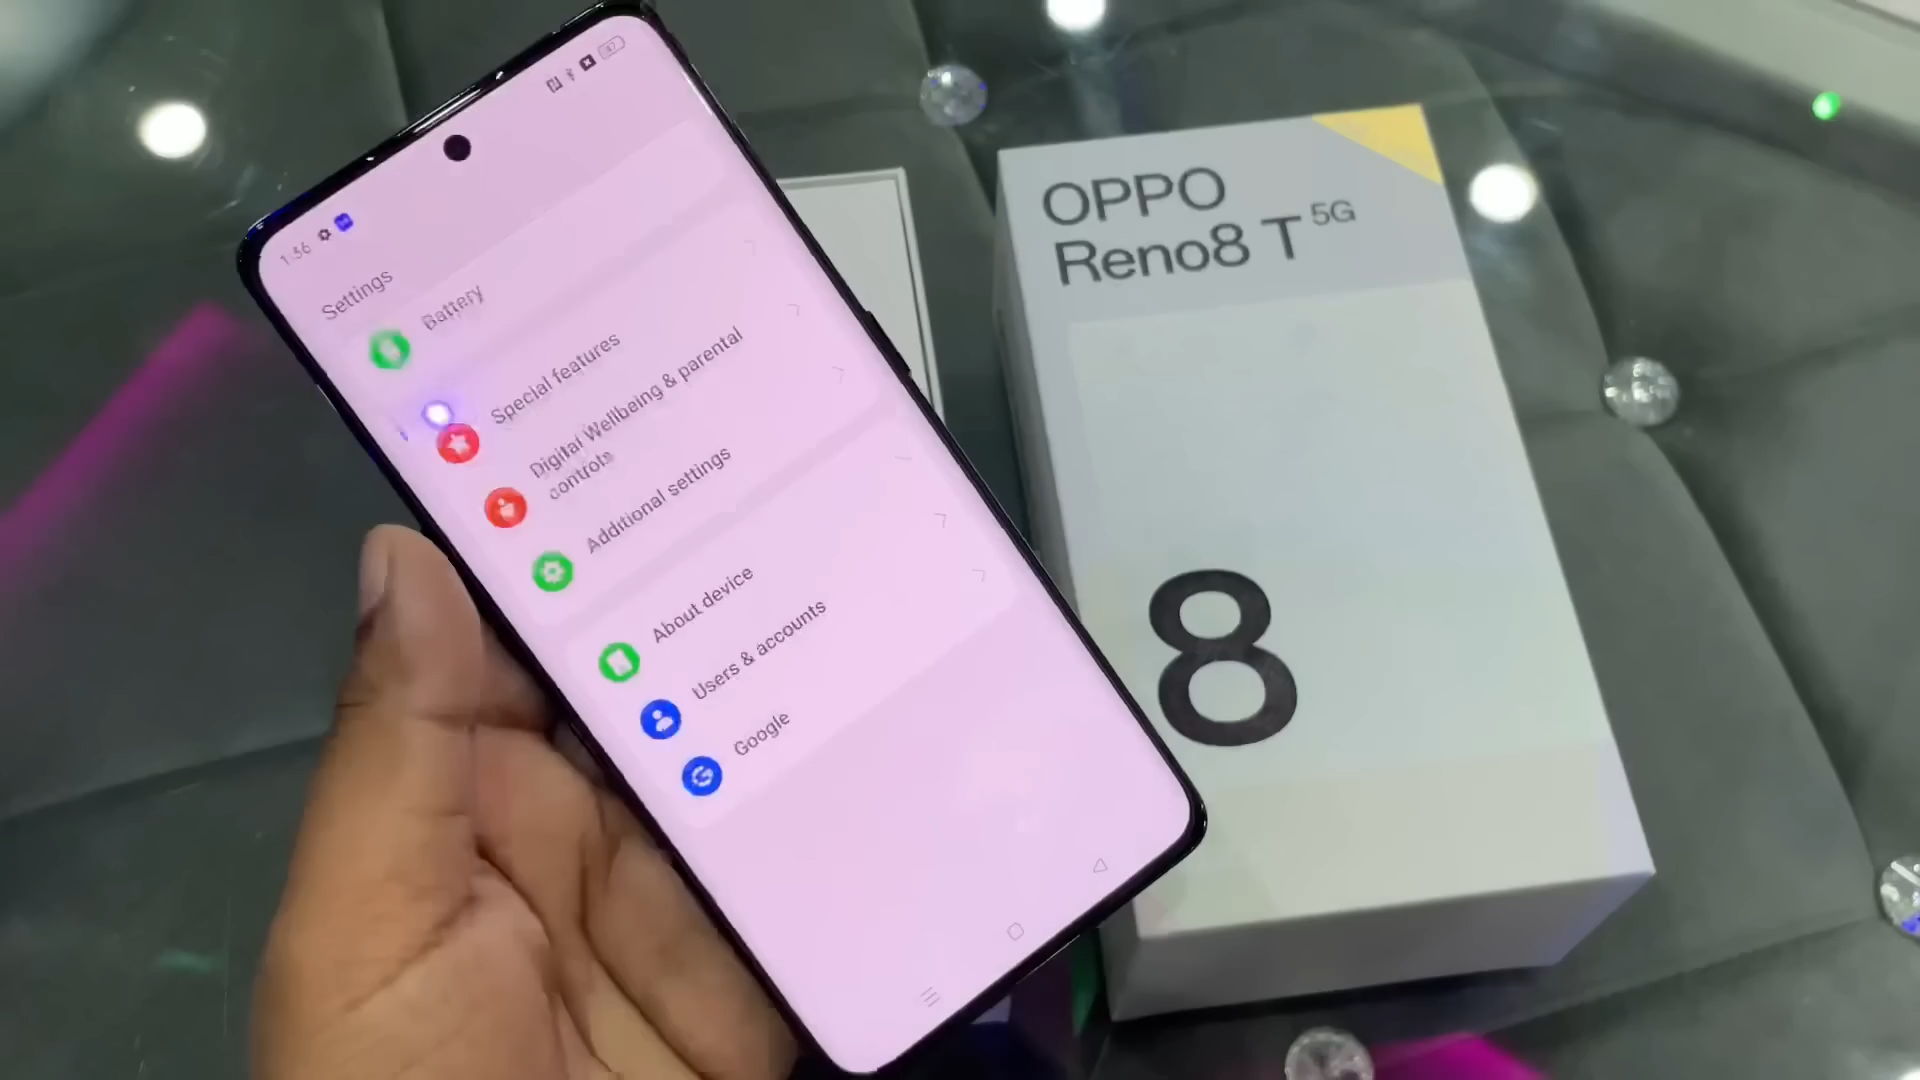 1:56
47
Settings
Battery
Special features
Digital Wellbeing & parental
controls
Additional settings
About device
Users & accounts
Google
OPPO
Reno8 T 5G
8